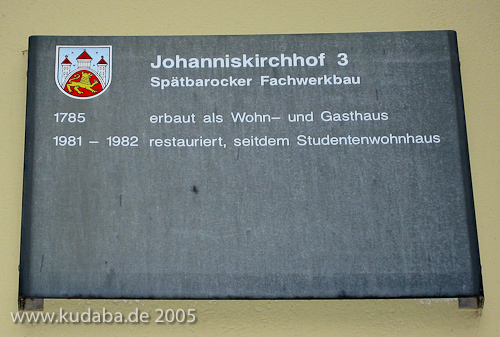 Johanniskirchhof 3
Spätbarocker Fachwerkbau
1785 erbaut als Wohn– und Gasthaus
1981 – 1982 restauriert, seitdem Studentenwohnhaus
www.kudaba.de 2005